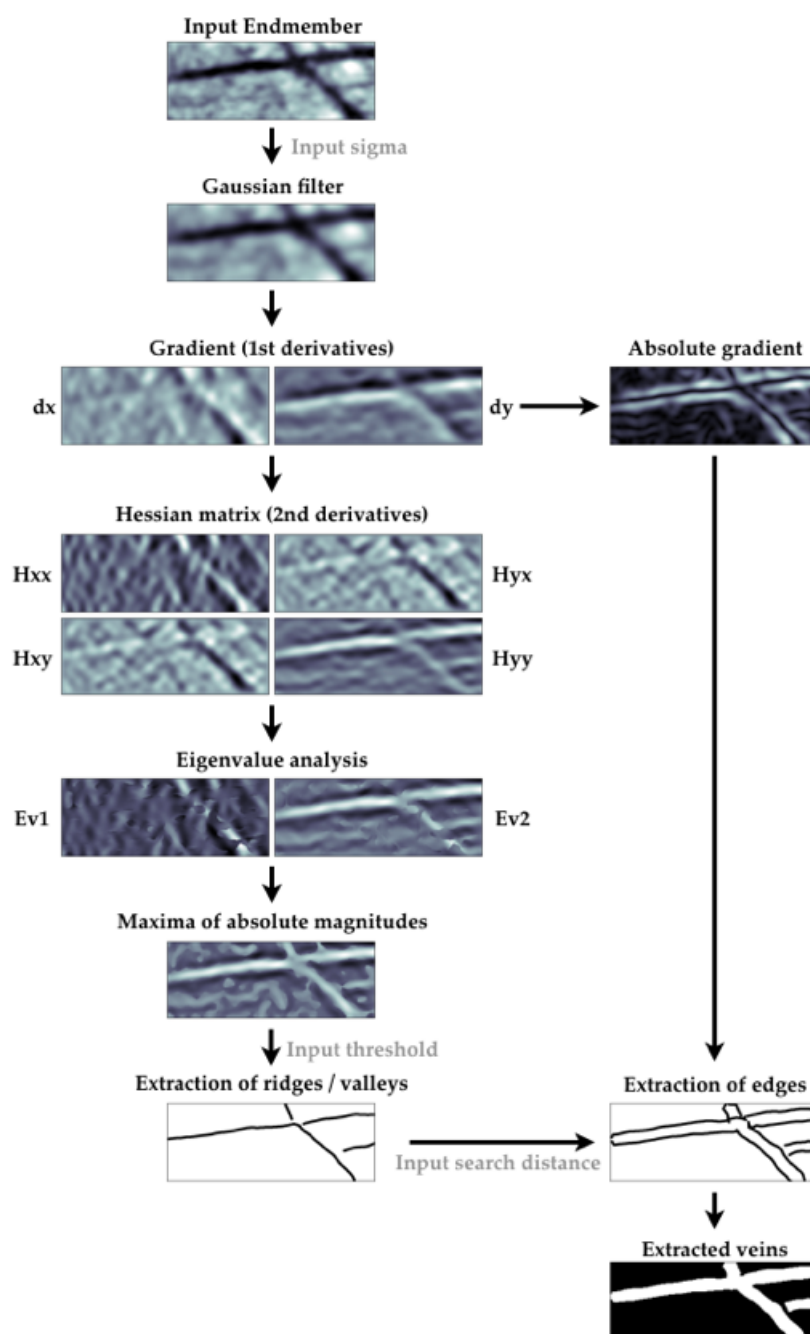 Input Endmember
Input sigma
Gaussian filter
Gradient (1st derivatives)
Absolute gradient
dx
dy
Hessian matrix (2nd derivatives)
Hxx
Hyx
Hxy
Hyy
Eigenvalue analysis
Ev1
Ev2
Maxima of absolute magnitudes
Input threshold
Extraction of ridges / valleys
Extraction of edges
Input search distance
Extracted veins